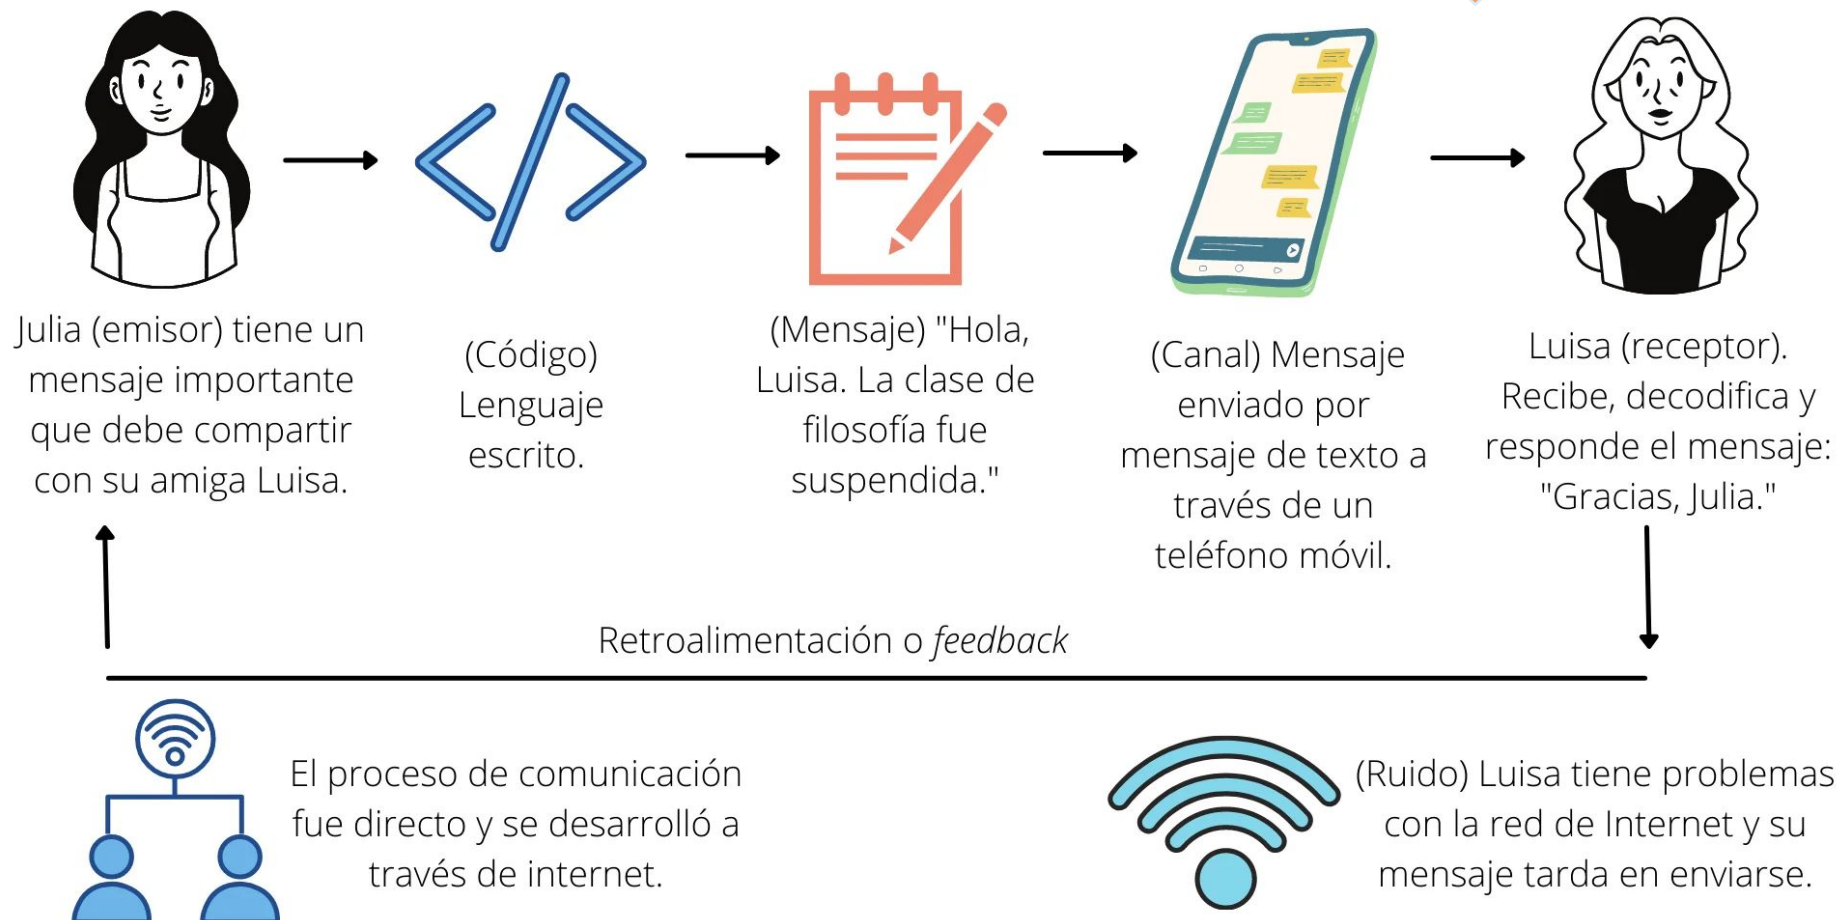 Julia (emisor) tiene un
mensaje importante
que debe compartir
con su amiga Luisa.
(Código)
Lenguaje
escrito.
(Mensaje) "Hola,
Luisa. La clase de
filosofía fue
suspendida."
(Canal) Mensaje
enviado por
mensaje de texto a
través de un
teléfono móvil.
Luisa (receptor).
Recibe, decodifica y
responde el mensaje:
"Gracias, Julia."
Retroalimentación o feedback
El proceso de comunicación
fue directo y se desarrolló a
través de internet.
(Ruido) Luisa tiene problemas
con la red de Internet y su
mensaje tarda en enviarse.